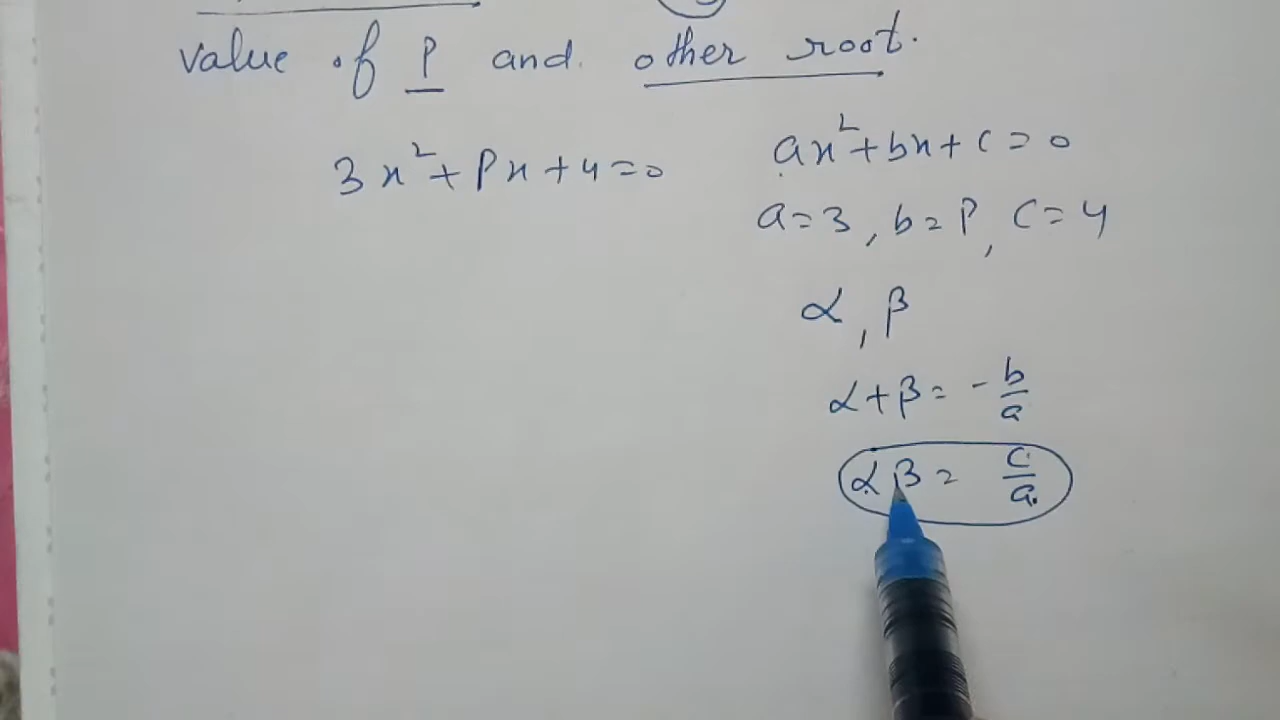 value of P and other root.
3x²+Px+4=0
ax²+bx+c=0
a=3, b=P, c=4
α, β
α+β= -b/a
αβ= c/a